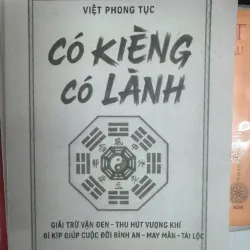 VIỆT PHONG TỤC
CÓ KIÊNG
CÓ LÀNH
GIẢI TRỪ VẬN ĐEN - THU HÚT VƯỢNG KHÍ
BÍ KÍP GIÚP CUỘC ĐỜI BÌNH AN - MAY MẮN - TÀI LỘC